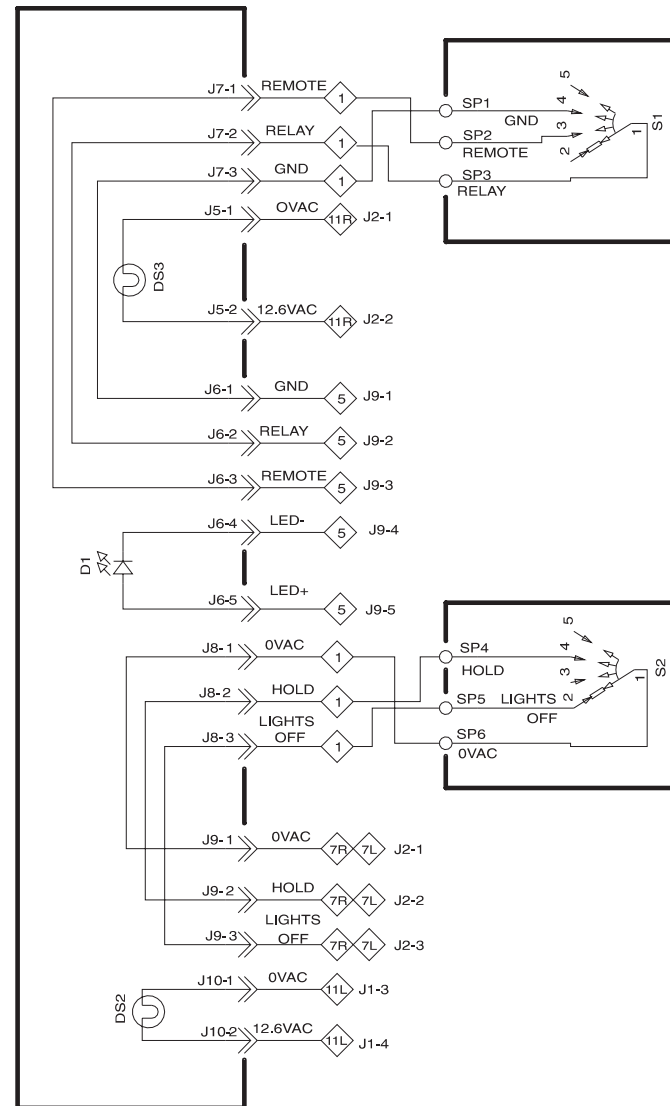 J7-1 REMOTE 1
J7-2 RELAY 1
J7-3 GND 1
J5-1 OVAC 11R J2-1
DS3
J5-2 12.6VAC 11R J2-2
J6-1 GND 5 J9-1
J6-2 RELAY 5 J9-2
J6-3 REMOTE 5 J9-3
J6-4 LED- 5 J9-4
D1
J6-5 LED+ 5 J9-5
J8-1 0VAC 1
J8-2 HOLD 1
J8-3 LIGHTS
OFF 1
J9-1 0VAC 7R 7L J2-1
J9-2 HOLD 7R 7L J2-2
J9-3 LIGHTS
OFF 7R 7L J2-3
J10-1 0VAC 11L J1-3
DS2
J10-2 12.6VAC 11L J1-4
SP1
GND
SP2
REMOTE
SP3
RELAY
5
4
3
2
1
S1
SP4
HOLD
SP5 LIGHTS
OFF
SP6
0VAC
5
4
3
2
1
S2